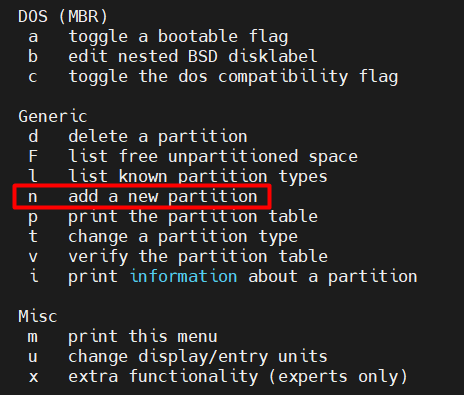 DOS (MBR)
a toggle a bootable flag
b edit nested BSD disklabel
c toggle the dos compatibility flag
Generic
d delete a partition
F list free unpartitioned space
l list known partition types
n add a new partition
p print the partition table
t change a partition type
v verify the partition table
i print information about a partition
Misc
m print this menu
u change display/entry units
x extra functionality (experts only)